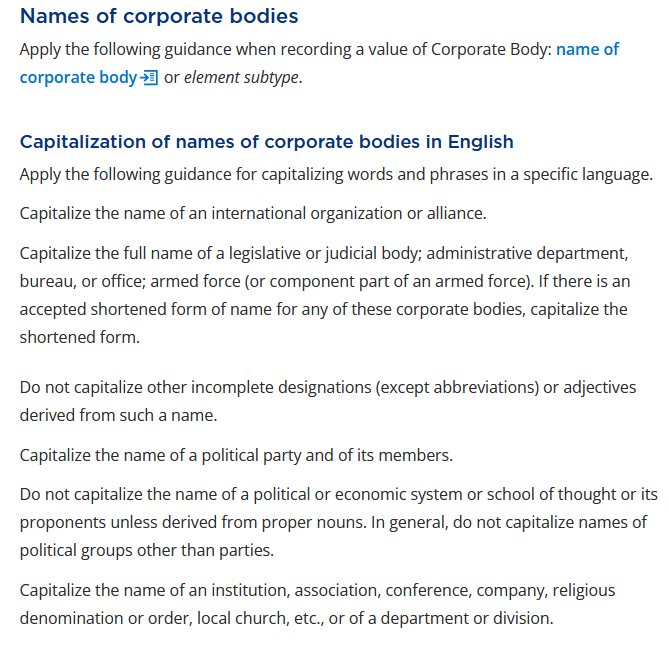 Names of corporate bodies
Apply the following guidance when recording a value of Corporate Body: name of
corporate body or element subtype.
Capitalization of names of corporate bodies in English
Apply the following guidance for capitalizing words and phrases in a specific language.
Capitalize the name of an international organization or alliance.
Capitalize the full name of a legislative or judicial body; administrative department,
bureau, or office; armed force (or component part of an armed force). If there is an
accepted shortened form of name for any of these corporate bodies, capitalize the
shortened form.
Do not capitalize other incomplete designations (except abbreviations) or adjectives
derived from such a name.
Capitalize the name of a political party and of its members.
Do not capitalize the name of a political or economic system or school of thought or its
proponents unless derived from proper nouns. In general, do not capitalize names of
political groups other than parties.
Capitalize the name of an institution, association, conference, company, religious
denomination or order, local church, etc., or of a department or division.